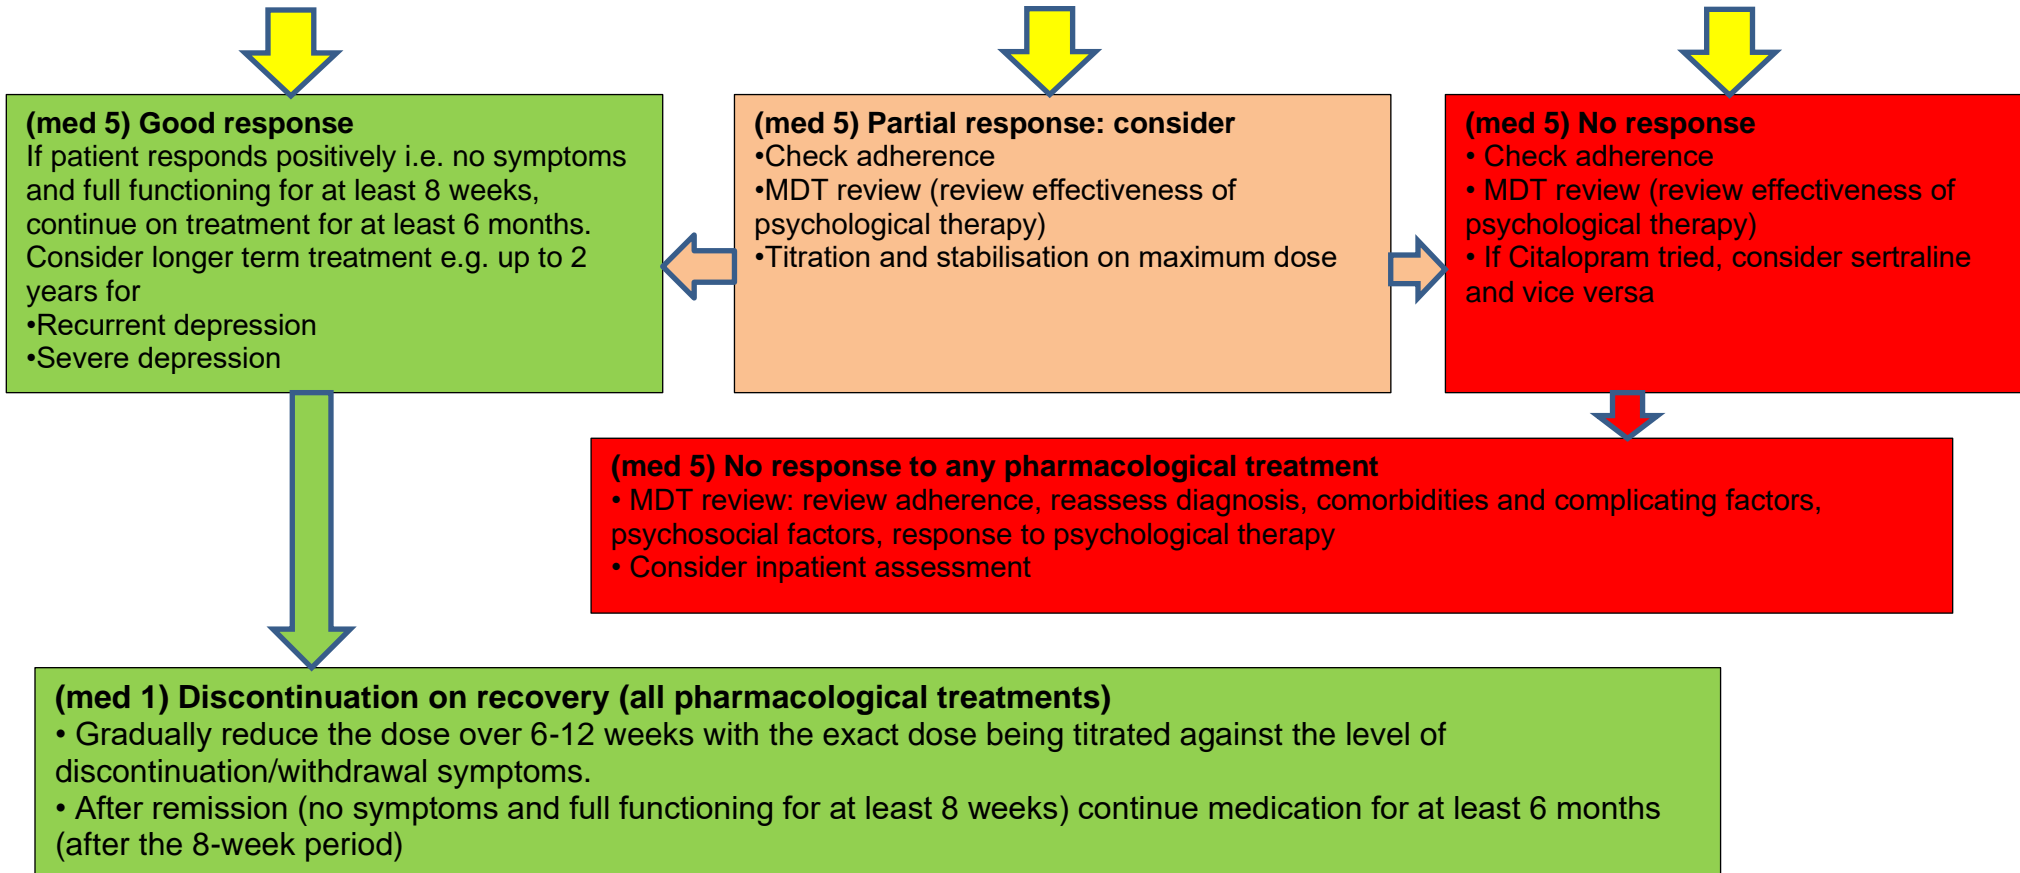 (med 5) Good response
If patient responds positively i.e. no symptoms
and full functioning for at least 8 weeks,
continue on treatment for at least 6 months.
Consider longer term treatment e.g. up to 2
years for
•Recurrent depression
•Severe depression
(med 5) Partial response: consider
•Check adherence
•MDT review (review effectiveness of
psychological therapy)
•Titration and stabilisation on maximum dose
(med 5) No response
• Check adherence
• MDT review (review effectiveness of
psychological therapy)
• If Citalopram tried, consider sertraline
and vice versa
(med 5) No response to any pharmacological treatment
• MDT review: review adherence, reassess diagnosis, comorbidities and complicating factors,
psychosocial factors, response to psychological therapy
• Consider inpatient assessment
(med 1) Discontinuation on recovery (all pharmacological treatments)
• Gradually reduce the dose over 6-12 weeks with the exact dose being titrated against the level of
discontinuation/withdrawal symptoms.
• After remission (no symptoms and full functioning for at least 8 weeks) continue medication for at least 6 months
(after the 8-week period)